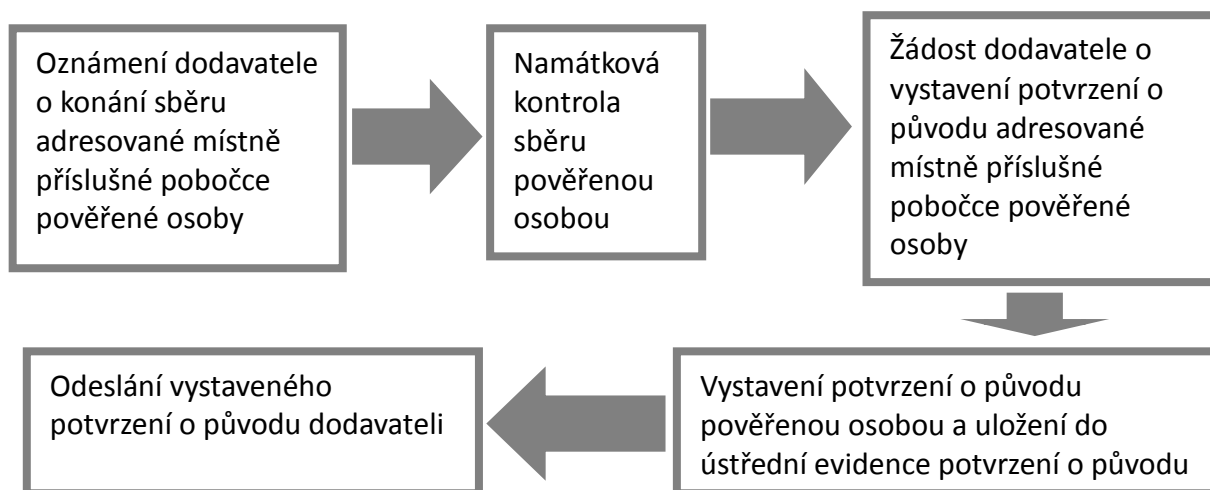 Oznámení dodavatele
o konání sběru
adresované místně
příslušné pobočce
pověřené osoby
Namátková
kontrola
sběru
pověřenou
osobou
Žádost dodavatele o
vystavení potvrzení o
původu adresované
místně příslušné
pobočce pověřené
osoby
Vystavení potvrzení o původu
pověřenou osobou a uložení do
ústřední evidence potvrzení o původu
Odeslání vystaveného
potvrzení o původu dodavateli